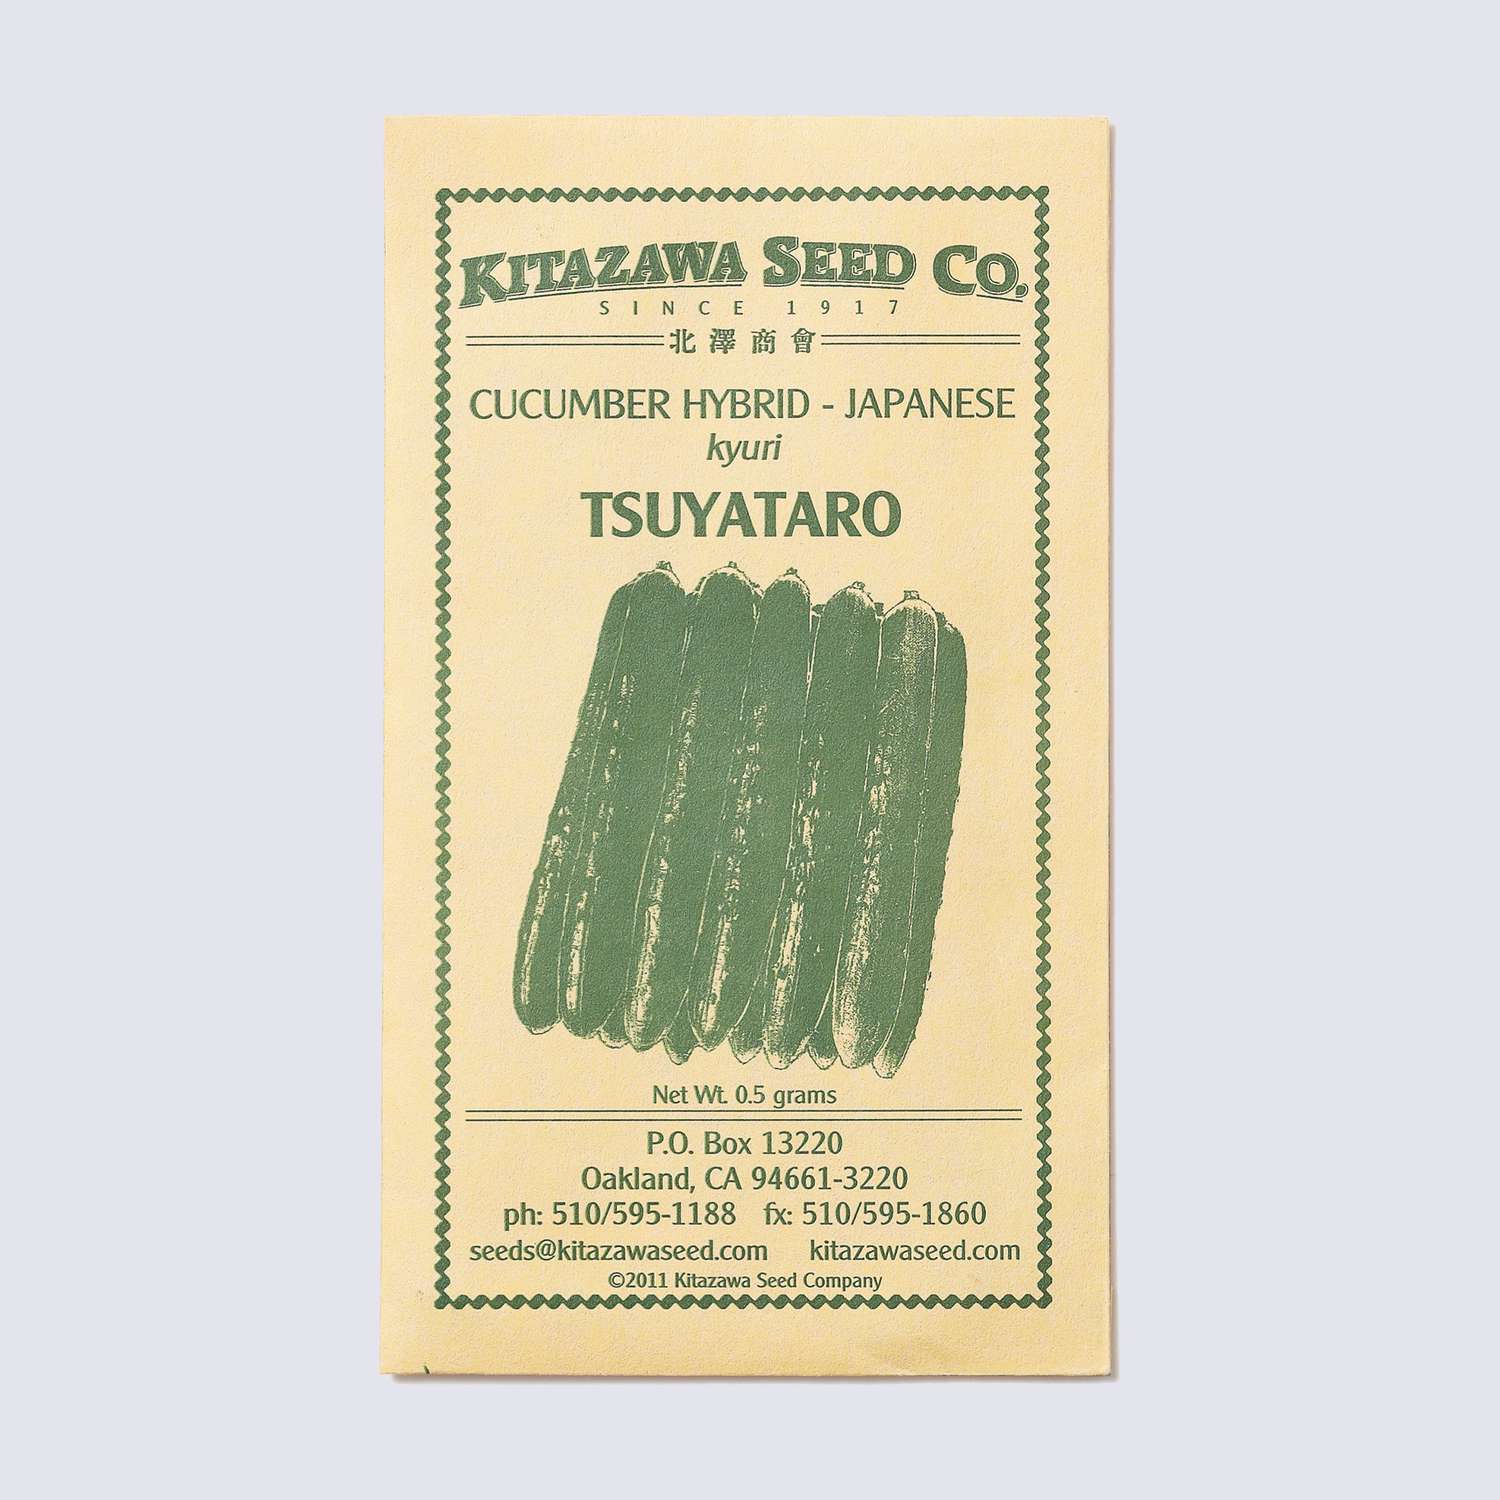 KITAZAWA SEED CO.
SINCE 1917
北澤商會
CUCUMBER HYBRID - JAPANESE
kyuri
TSUYATARO
Net Wt. 0.5 grams
P.O. Box 13220
Oakland, CA 94661-3220
ph: 510/595-1188 fx: 510/595-1860
seeds@kitazawaseed.com kitazawaseed.com
©2011 Kitazawa Seed Company